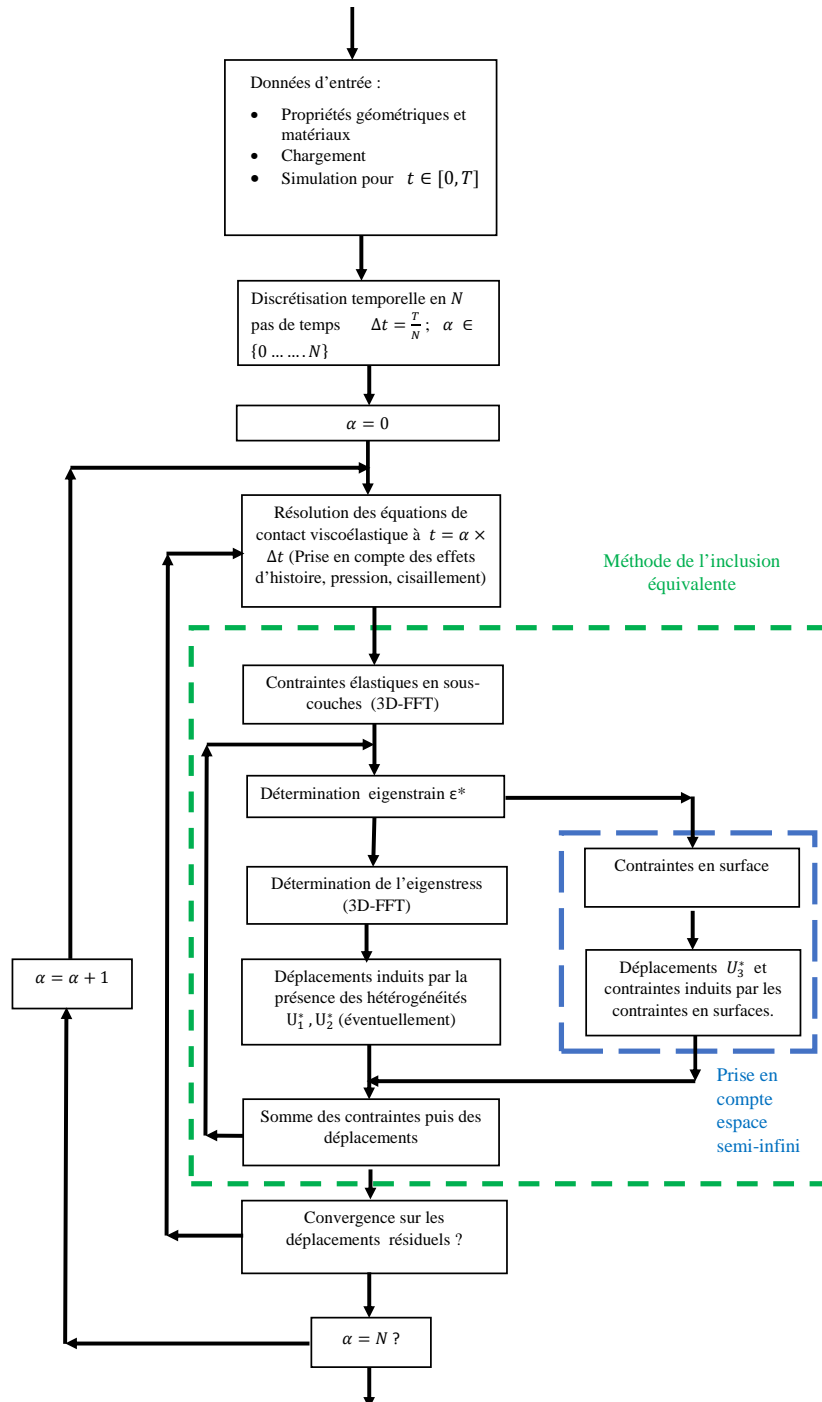 Données d'entrée :
• Propriétés géométriques et
matériaux
• Chargement
• Simulation pour t ∈ [0, T]
Discrétisation temporelle en N
pas de temps Δt = T/N ; α ∈
{0 … … . N}
α = 0
Résolution des équations de
contact viscoélastique à t = α ×
Δt (Prise en compte des effets
d'histoire, pression, cisaillement)
Méthode de l'inclusion
équivalente
Contraintes élastiques en sous-
couches (3D-FFT)
Détermination eigenstrain ε*
Contraintes en surface
Détermination de l'eigenstress
(3D-FFT)
α = α + 1
Déplacements induits par la
présence des hétérogénéités
U₁* , U₂* (éventuellement)
Déplacements U₃* et
contraintes induits par les
contraintes en surfaces.
Prise en
compte
espace
semi-infini
Somme des contraintes puis des
déplacements
Convergence sur les
déplacements résiduels ?
α = N ?